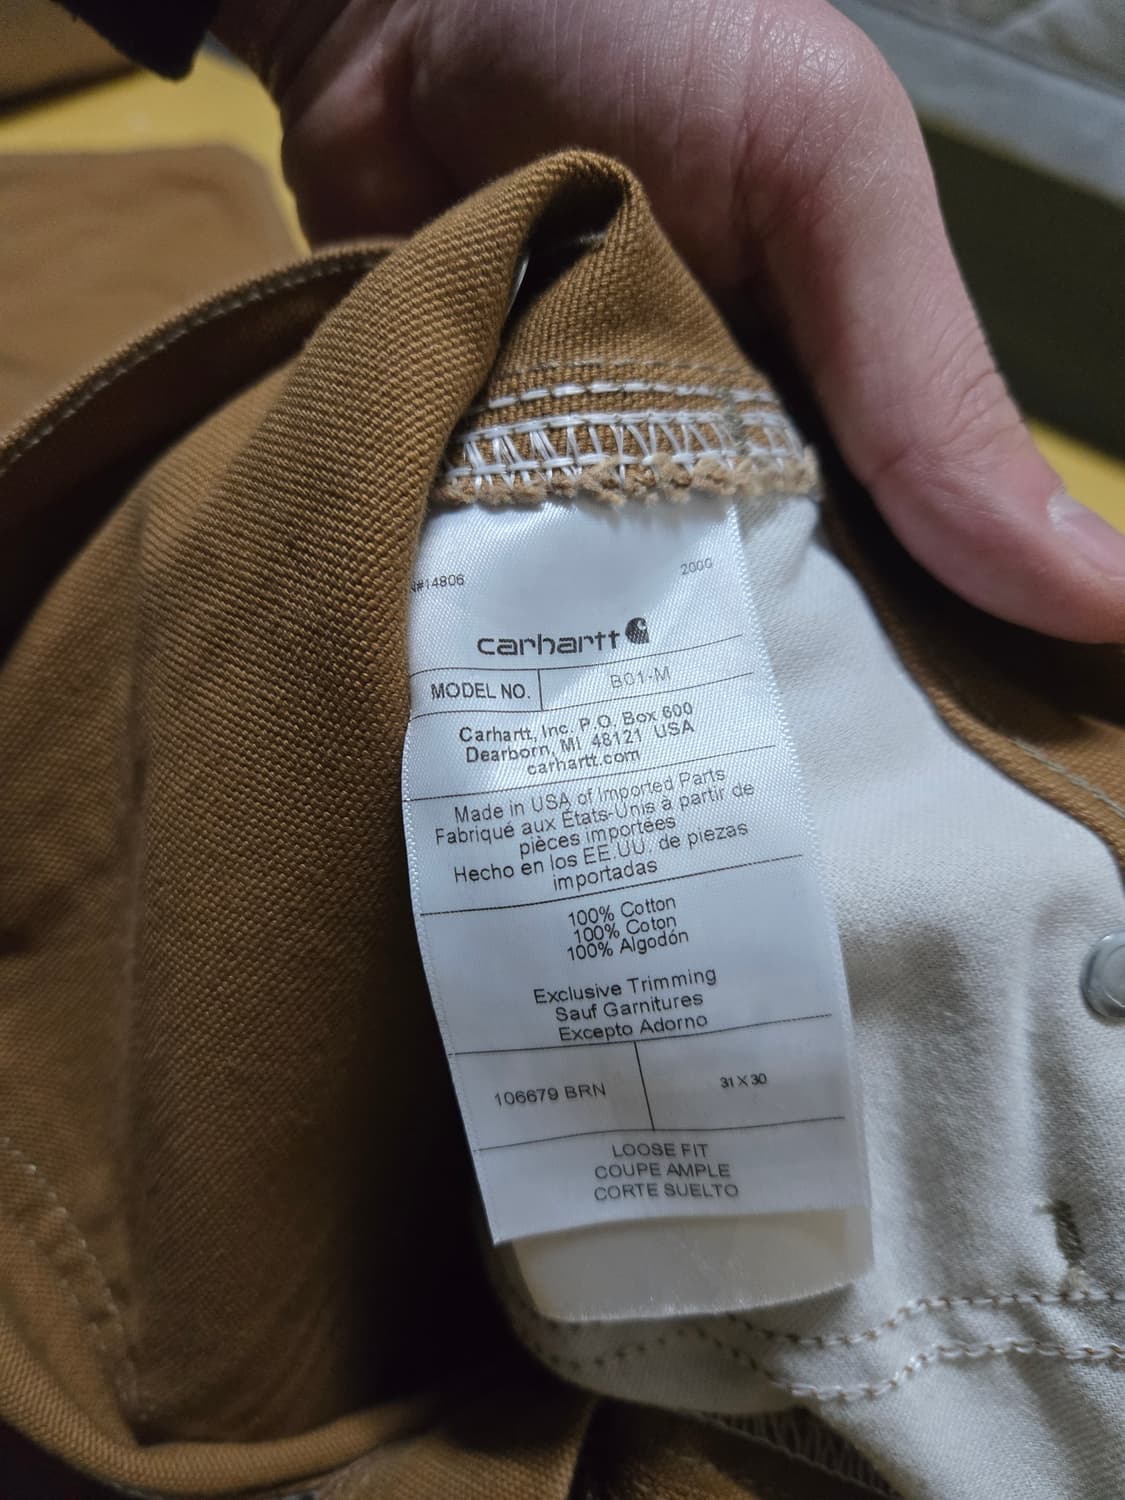 #14806
2000
carhartt
MODEL NO. B01-M
Carhartt, Inc. P.O. Box 600
Dearborn, MI 48121 USA
carhartt.com
Made in USA of Imported Parts
Fabriqué aux États-Unis à partir de
pièces importées
Hecho en los EE.UU. de piezas
importadas
100% Cotton
100% Coton
100% Algodón
Exclusive Trimming
Sauf Garnitures
Excepto Adorno
106679 BRN
31 X 30
LOOSE FIT
COUPE AMPLE
CORTE SUELTO